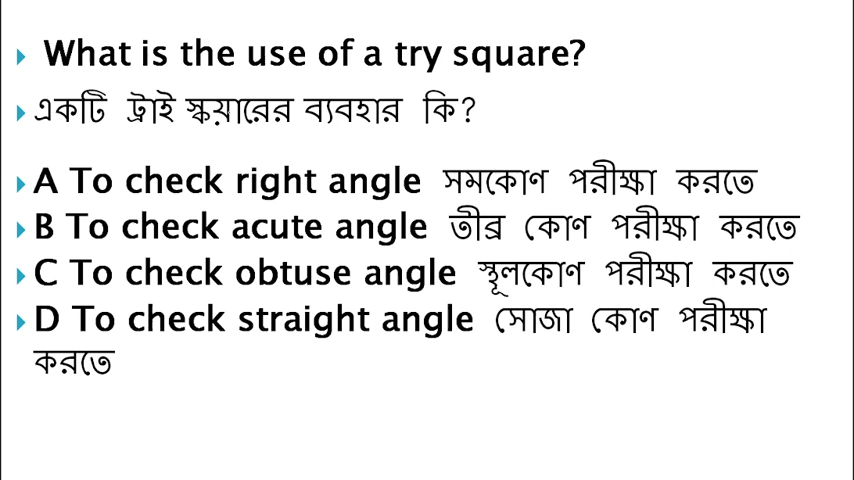 What is the use of a try square?
একটি ট্রাই স্কয়ারের ব্যবহার কি?
A To check right angle সমকোণ পরীক্ষা করতে
B To check acute angle তীব্র কোণ পরীক্ষা করতে
C To check obtuse angle স্থূলকোণ পরীক্ষা করতে
D To check straight angle সোজা কোণ পরীক্ষা
করতে